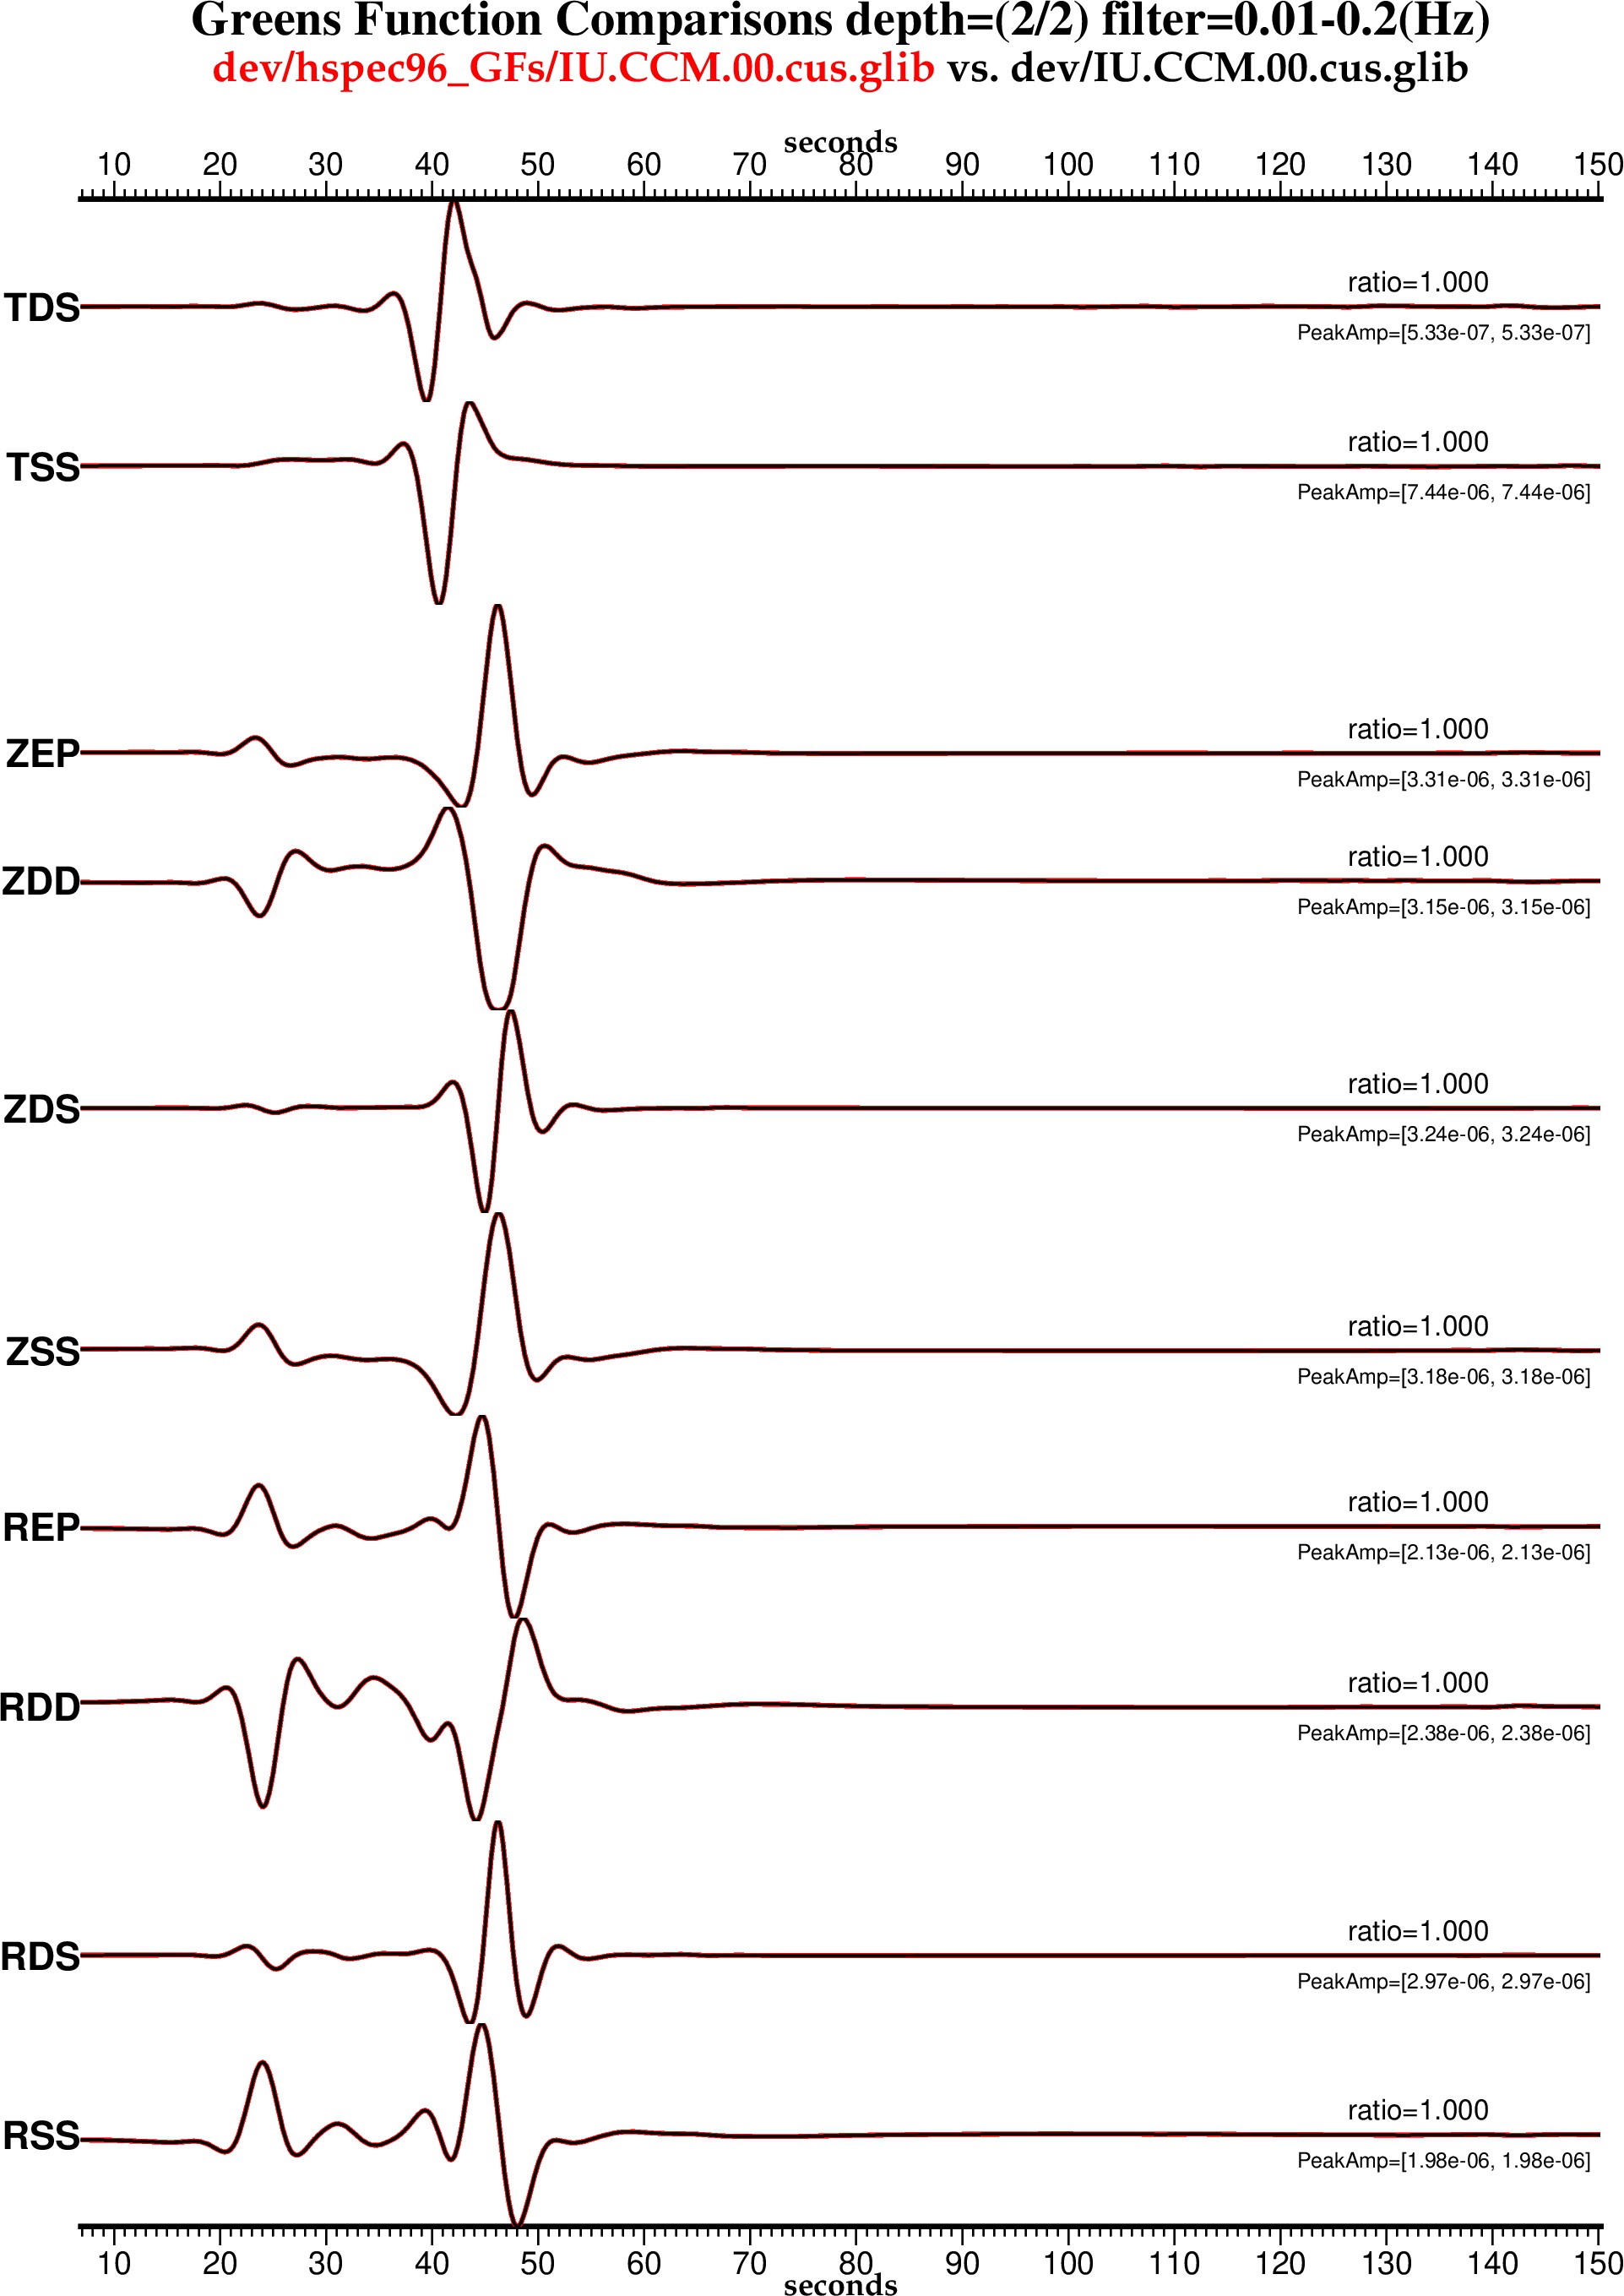 Greens Function Comparisons depth=(2/2) filter=0.01-0.2(Hz)
dev/hspec96_GFs/IU.CCM.00.cus.glib vs. dev/IU.CCM.00.cus.glib
seconds
10 20 30 40 50 60 70 80 90 100 110 120 130 140 150
TDS
ratio=1.000
PeakAmp=[5.33e-07, 5.33e-07]
TSS
ratio=1.000
PeakAmp=[7.44e-06, 7.44e-06]
ZEP
ratio=1.000
PeakAmp=[3.31e-06, 3.31e-06]
ZDD
ratio=1.000
PeakAmp=[3.15e-06, 3.15e-06]
ZDS
ratio=1.000
PeakAmp=[3.24e-06, 3.24e-06]
ZSS
ratio=1.000
PeakAmp=[3.18e-06, 3.18e-06]
REP
ratio=1.000
PeakAmp=[2.13e-06, 2.13e-06]
RDD
ratio=1.000
PeakAmp=[2.38e-06, 2.38e-06]
RDS
ratio=1.000
PeakAmp=[2.97e-06, 2.97e-06]
RSS
ratio=1.000
PeakAmp=[1.98e-06, 1.98e-06]
10 20 30 40 50 60 70 80 90 100 110 120 130 140 150
seconds